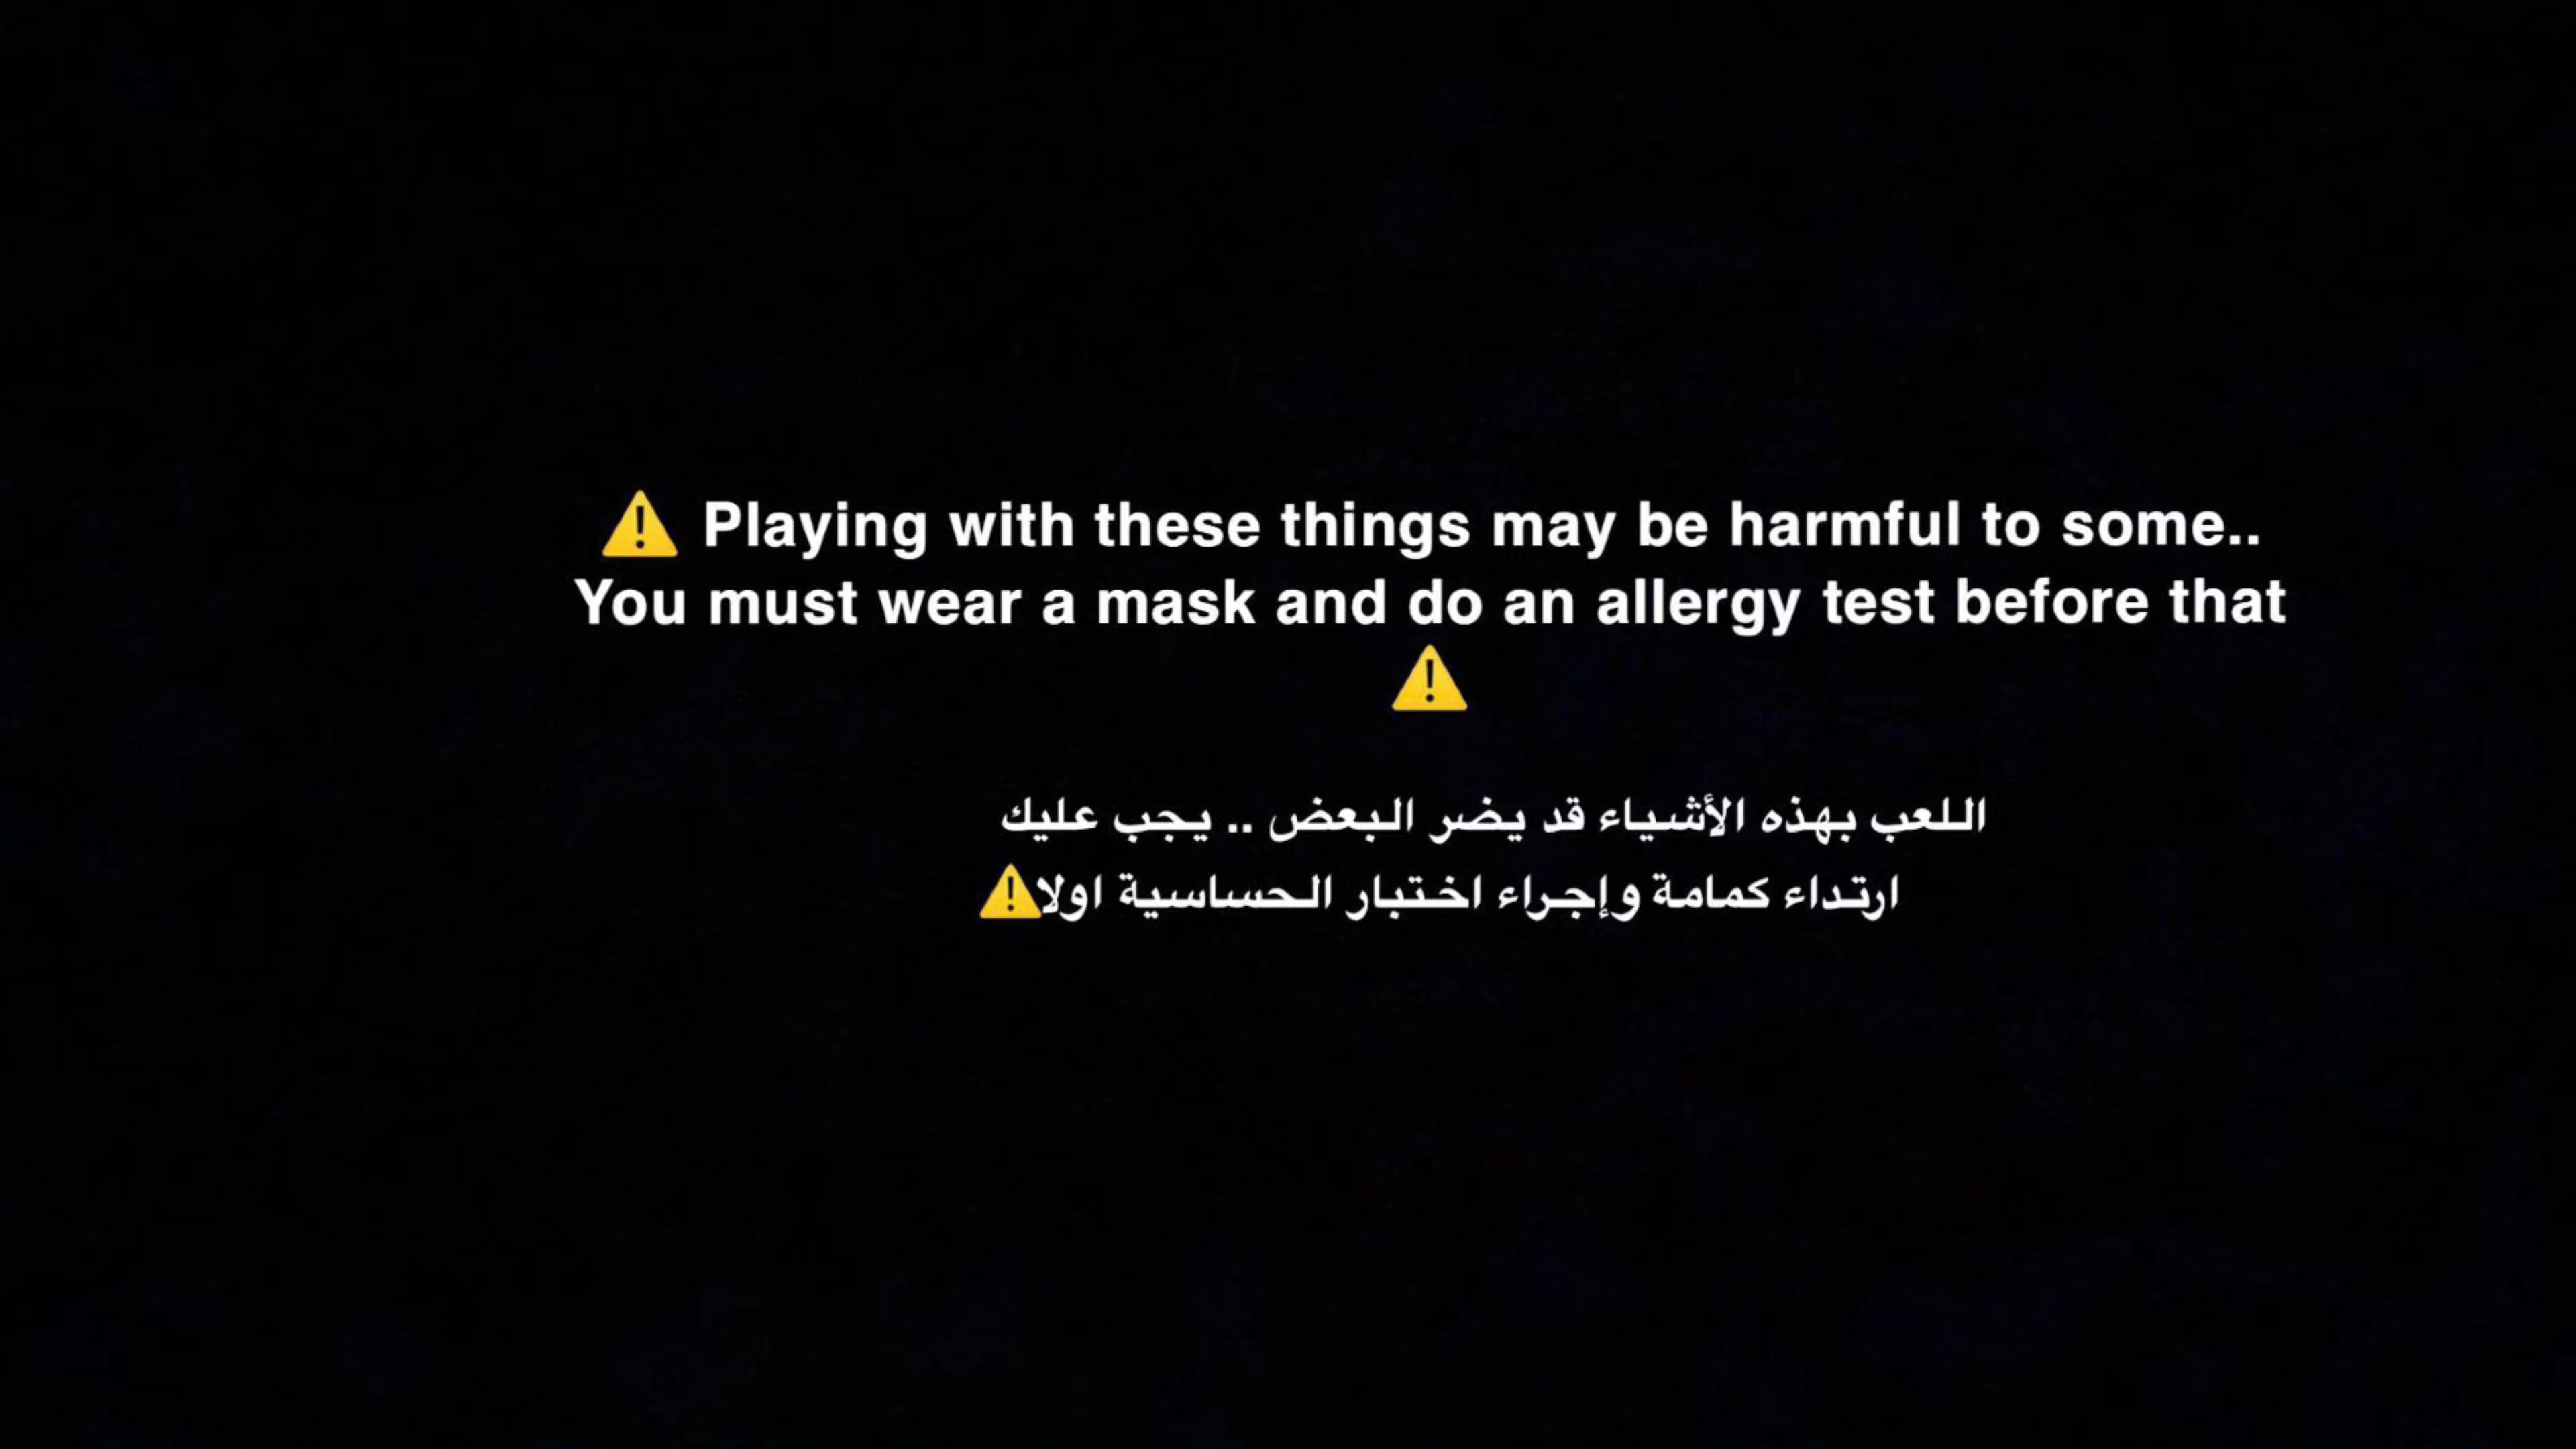 ⚠️ Playing with these things may be harmful to some..
You must wear a mask and do an allergy test before that
⚠️
اللعب بهذه الأشياء قد يضر البعض .. يجب عليك
ارتداء كمامة وإجراء اختبار الحساسية اولا⚠️